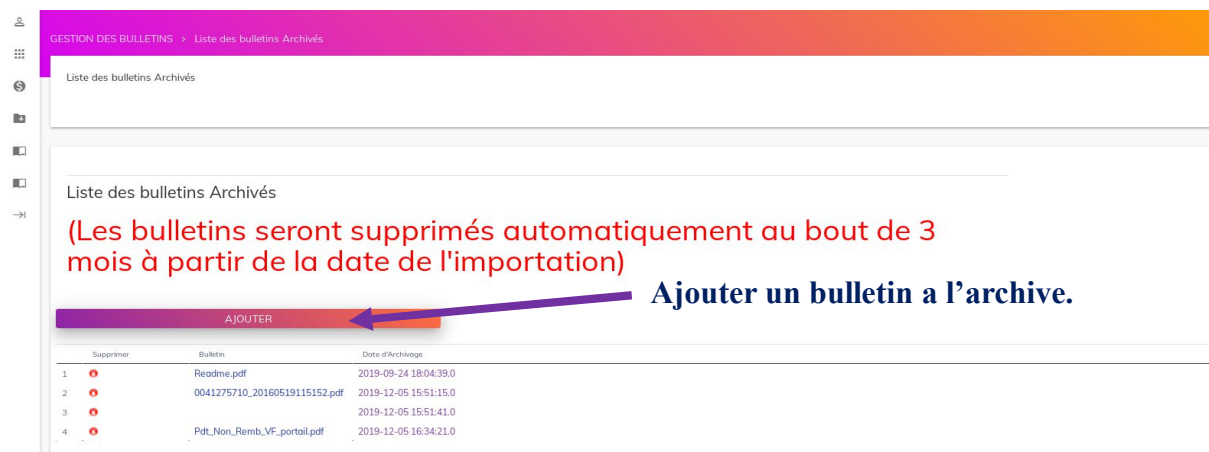 GESTION DES BULLETINS > Liste des bulletins Archivés
Liste des bulletins Archivés
Liste des bulletins Archivés
(Les bulletins seront supprimés automatiquement au bout de 3
mois à partir de la date de l'importation)
Ajouter un bulletin a l’archive.
AJOUTER
Supprimer Bulletin Date d'Archivage
1 Readme.pdf 2019-09-24 18:04:39.0
2 0041275710_20160519115152.pdf 2019-12-05 15:51:15.0
3 2019-12-05 15:51:41.0
4 Pdt_Non_Remb_VF_portail.pdf 2019-12-05 16:34:21.0